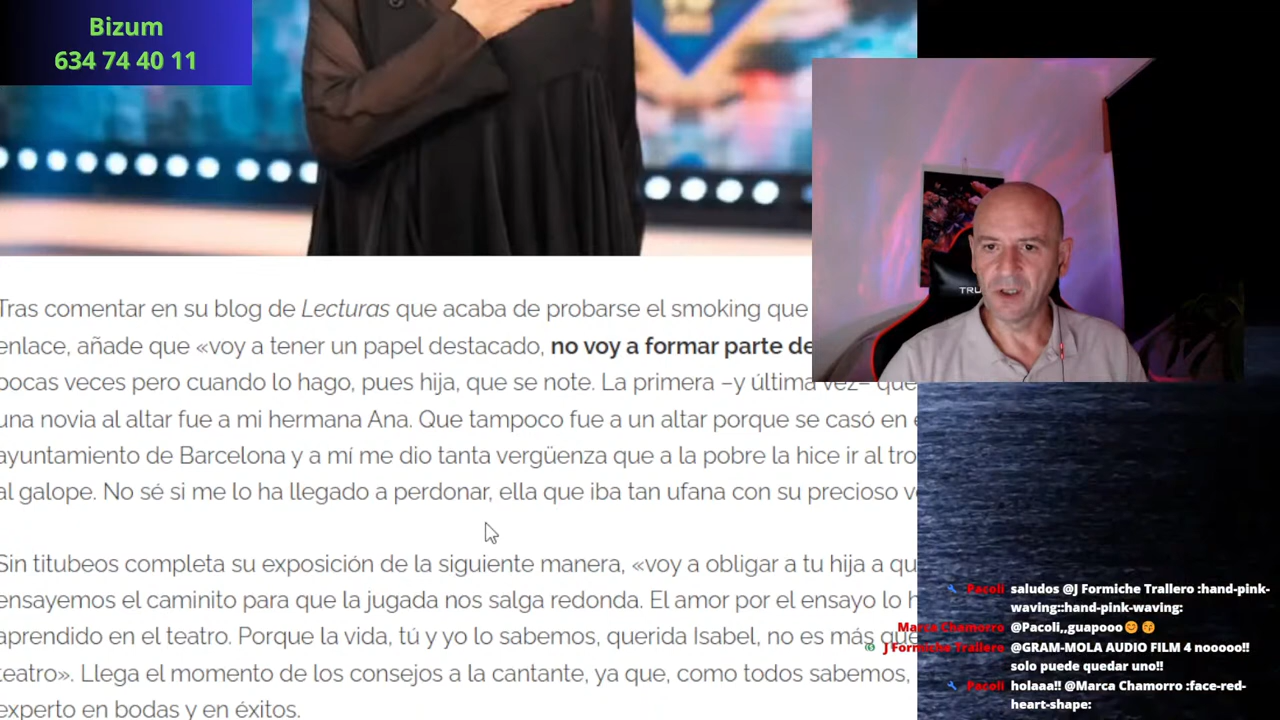 Bizum
634 74 40 11
Tras comentar en su blog de Lecturas que acaba de probarse el smoking que
enlace, añade que «voy a tener un papel destacado, no voy a formar parte de
pocas veces pero cuando lo hago, pues hija, que se note. La primera –y última vez– que
una novia al altar fue a mi hermana Ana. Que tampoco fue a un altar porque se casó en e
ayuntamiento de Barcelona y a mí me dio tanta vergüenza que a la pobre la hice ir al tro
al galope. No sé si me lo ha llegado a perdonar, ella que iba tan ufana con su precioso v
Sin titubeos completa su exposición de la siguiente manera, «voy a obligar a tu hija a qu
ensayemos el caminito para que la jugada nos salga redonda. El amor por el ensayo lo h
aprendido en el teatro. Porque la vida, tú y yo lo sabemos, querida Isabel, no es más que
teatro». Llega el momento de los consejos a la cantante, ya que, como todos sabemos,
experto en bodas y en éxitos.
TRU
Pacoli saludos @J Formiche Trallero :hand-pink-
waving::hand-pink-waving:
Marca Chamorro @Pacoli,,guapooo😊😚
J Formiche Trallero @GRAM-MOLA AUDIO FILM 4 nooooo!!
solo puede quedar uno!!
Pacoli holaaa!! @Marca Chamorro :face-red-
heart-shape: